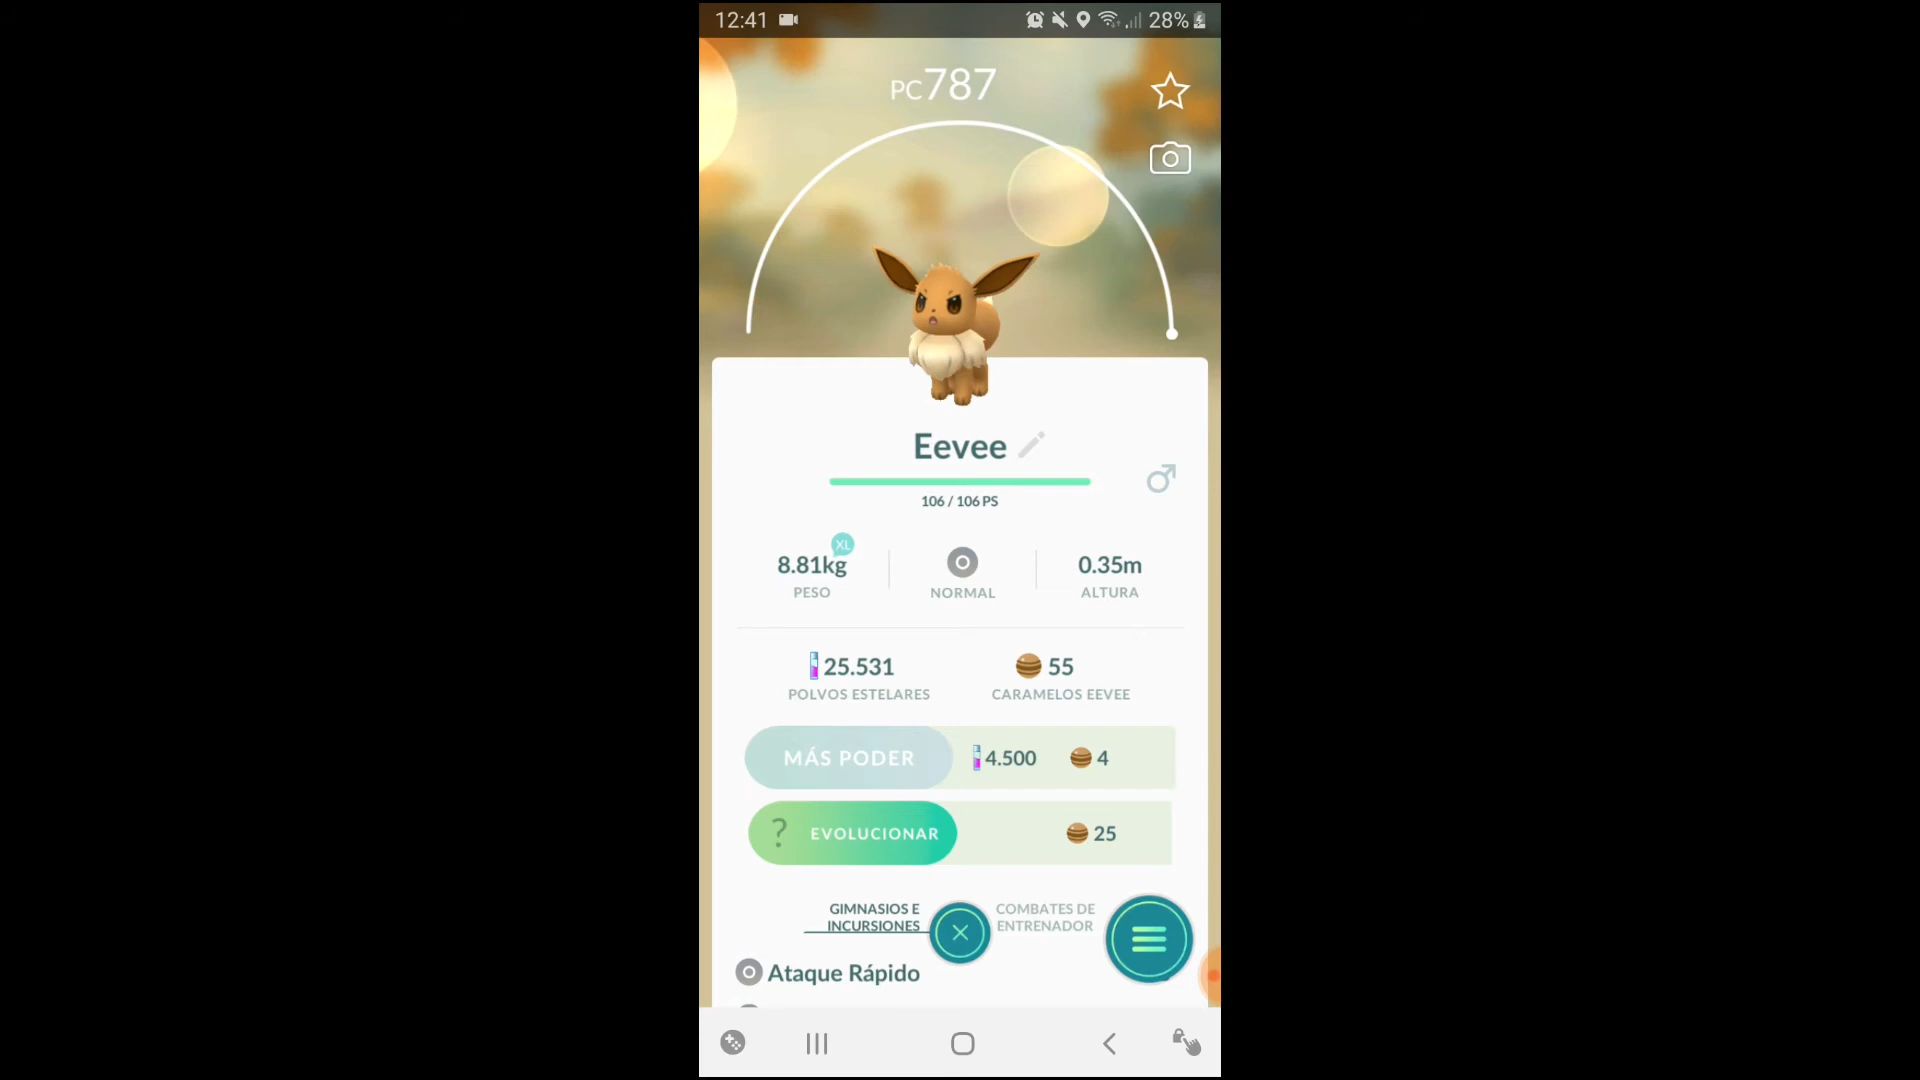 12:41
28%
PC787
Eevee
106 / 106 PS
XL
8.81kg
PESO
NORMAL
0.35m
ALTURA
25.531
POLVOS ESTELARES
55
CARAMELOS EEVEE
MÁS PODER
4.500
4
? EVOLUCIONAR
25
GIMNASIOS E
INCURSIONES
COMBATES DE
ENTRENADOR
Ataque Rápido